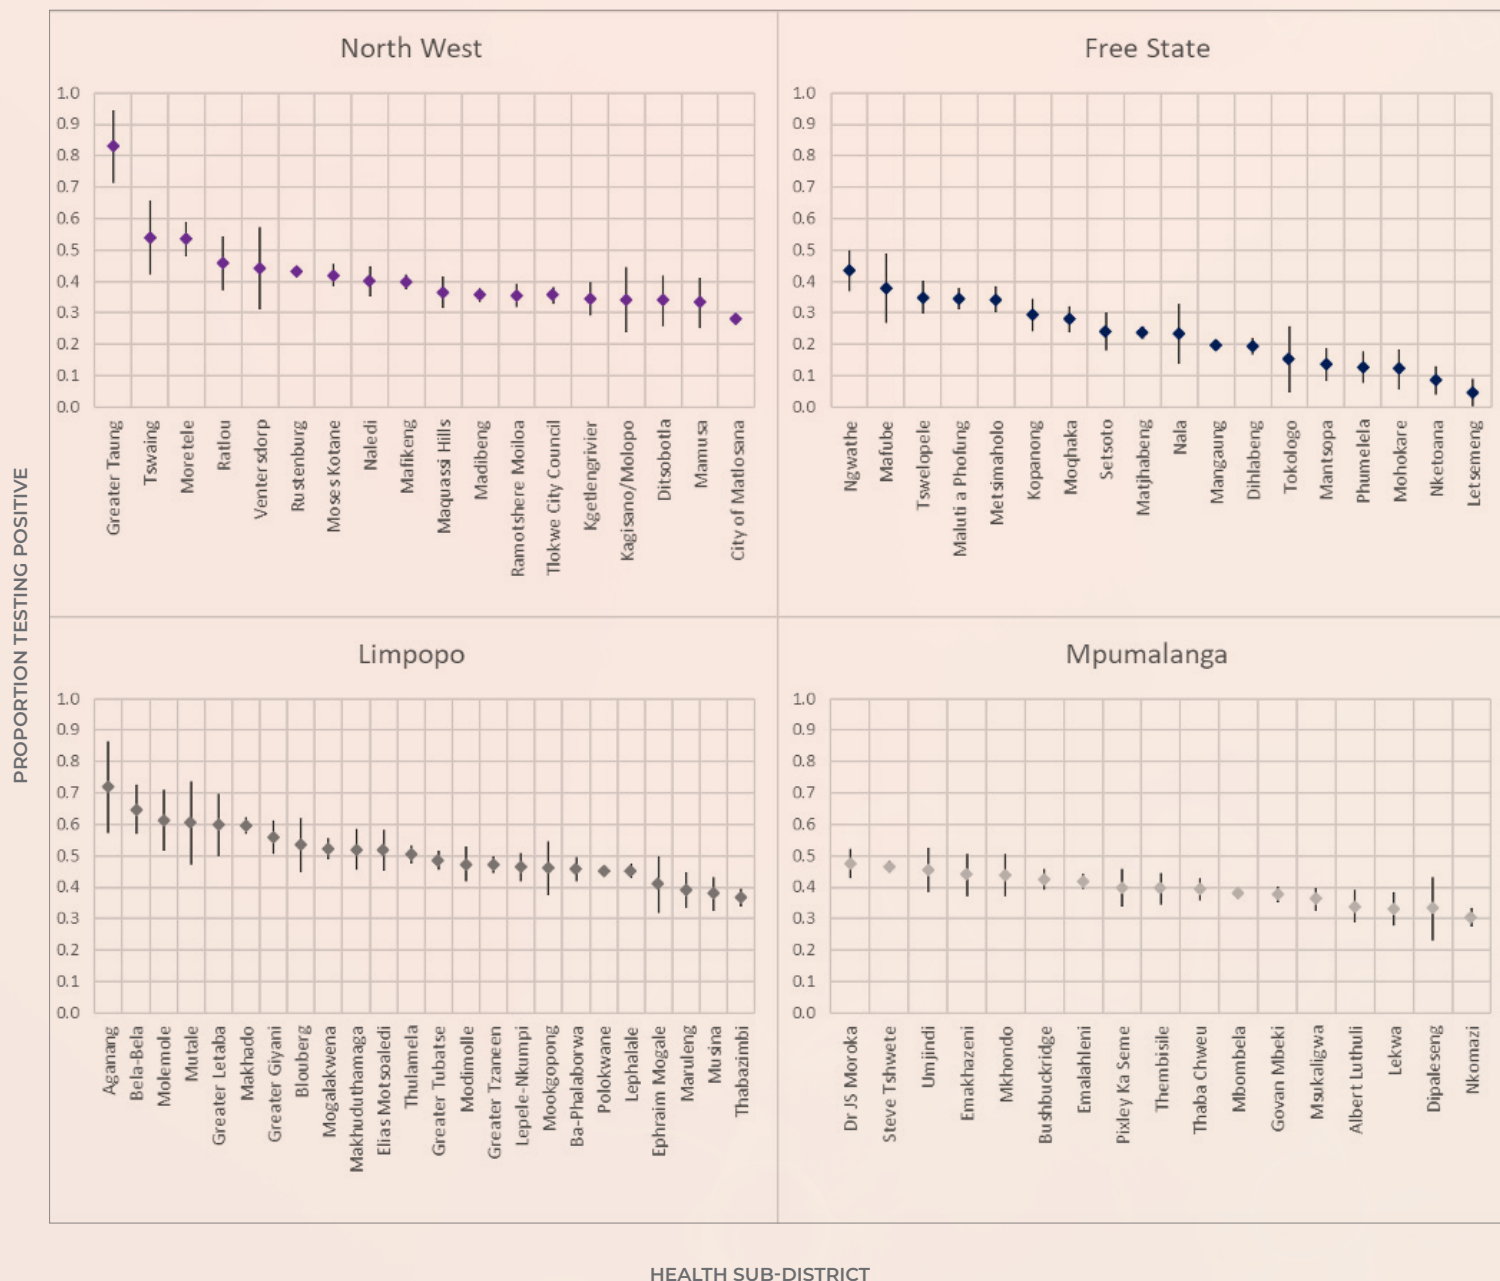 North West
1.0
0.9
0.8
0.7
0.6
0.5
0.4
0.3
0.2
0.1
0.0
Greater Taung
Tswaing
Moretele
Ratlou
Ventersdorp
Rustenburg
Moses Kotane
Naledi
Mafikeng
Maquassi Hills
Madibeng
Ramotshere Moiloa
Tlokwe City Council
Kgetlengrivier
Kagisano/Molopo
Ditsobotla
Mamusa
City of Matlosana
Free State
1.0
0.9
0.8
0.7
0.6
0.5
0.4
0.3
0.2
0.1
0.0
Ngwathe
Mafube
Tswelopele
Maluti a Phofung
Metsimaholo
Kopanong
Moqhaka
Setsoto
Matjhabeng
Nala
Mangaung
Dihlabeng
Tokologo
Mantsopa
Phumelela
Mohokare
Nketoana
Letsemeng
PROPORTION TESTING POSITIVE
Limpopo
1.0
0.9
0.8
0.7
0.6
0.5
0.4
0.3
0.2
0.1
0.0
Aganang
Bela-Bela
Molemole
Mutale
Greater Letaba
Makhado
Greater Giyani
Blouberg
Mogalakwena
Makhuduthamaga
Elias Motsoaledi
Thulamela
Greater Tubatse
Modimolle
Greater Tzaneen
Lepele-Nkumpi
Mookgopong
Ba-Phalaborwa
Polokwane
Lephalale
Ephraim Mogale
Maruleng
Musina
Thabazimbi
Mpumalanga
1.0
0.9
0.8
0.7
0.6
0.5
0.4
0.3
0.2
0.1
0.0
Dr JS Moroka
Steve Tshwete
Umjindi
Emakhazeni
Mkhondo
Bushbuckridge
Emalahleni
Pixley Ka Seme
Thembisile
Thaba Chweu
Mbombela
Govan Mbeki
Msukaligwa
Albert Luthuli
Lekwa
Dipaleseng
Nkomazi
HEALTH SUB-DISTRICT